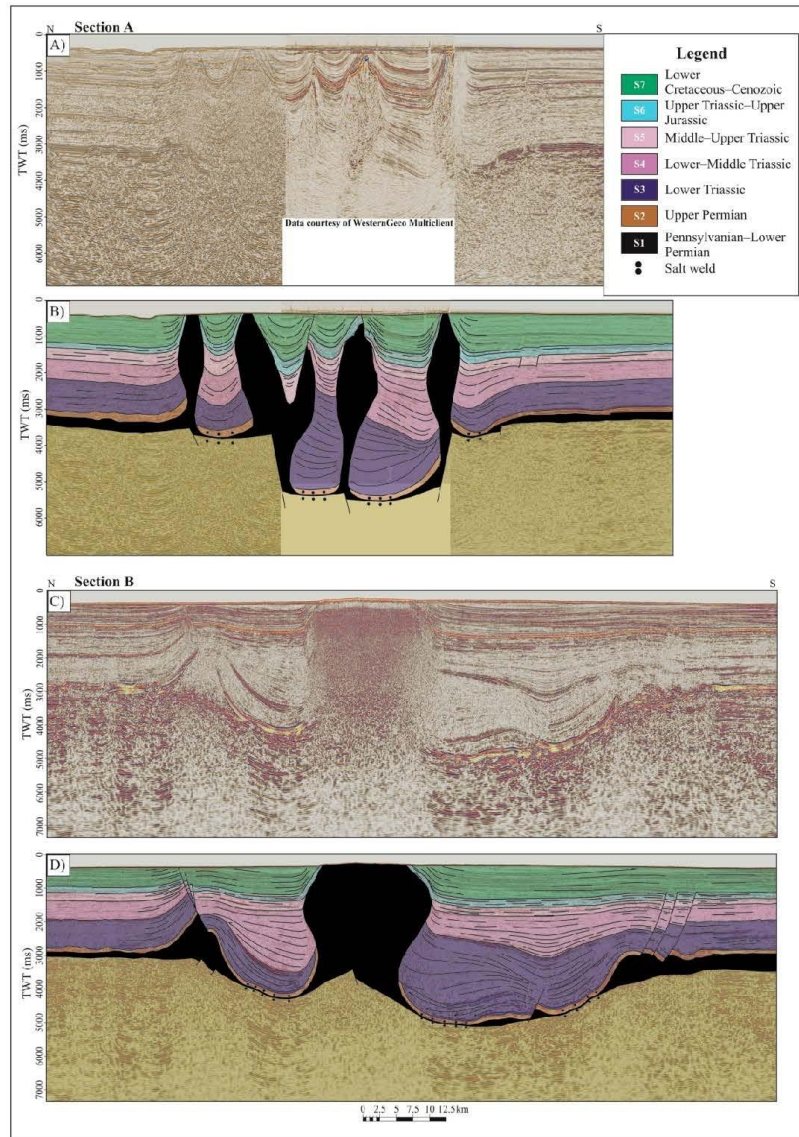 N Section A S
A)
0
1000
2000
3000
4000
5000
6000
TWT (ms)
Data courtesy of WesternGeco Multiclient
Legend
S7 Lower
Cretaceous–Cenozoic
S6 Upper Triassic–Upper
Jurassic
S5 Middle–Upper Triassic
S4 Lower–Middle Triassic
S3 Lower Triassic
S2 Upper Permian
S1 Pennsylvanian–Lower
Permian
Salt weld
B)
0
1000
2000
3000
4000
5000
6000
TWT (ms)
N Section B S
C)
0
1000
2000
3000
4000
5000
6000
7000
TWT (ms)
D)
0
1000
2000
3000
4000
5000
6000
7000
TWT (ms)
0 2.5 5 7.5 10 12.5 km